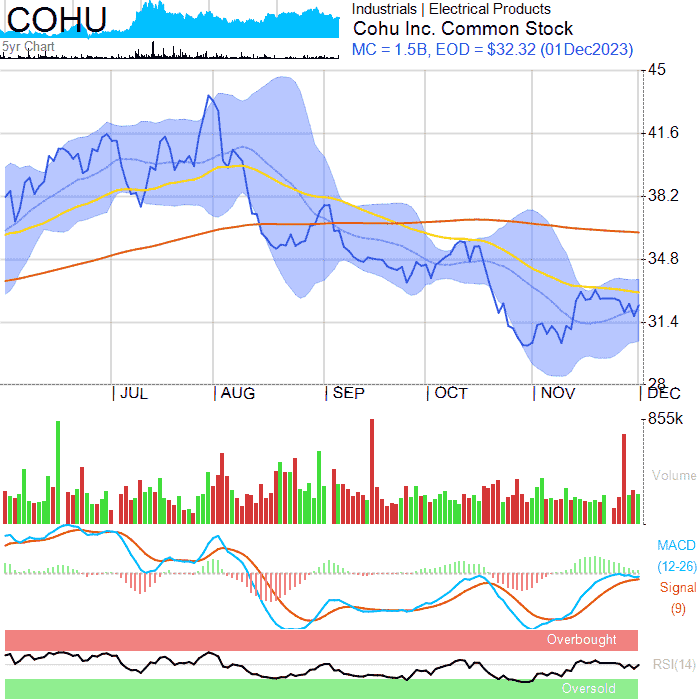 COHU
5yr Chart
Industrials | Electrical Products
Cohu Inc. Common Stock
MC = 1.5B, EOD = $32.32 (01Dec2023)
45
41.6
38.2
34.8
31.4
28
JUL AUG SEP OCT NOV DEC
855k
Volume
MACD
(12-26)
Signal
(9)
Overbought
RSI(14)
Oversold